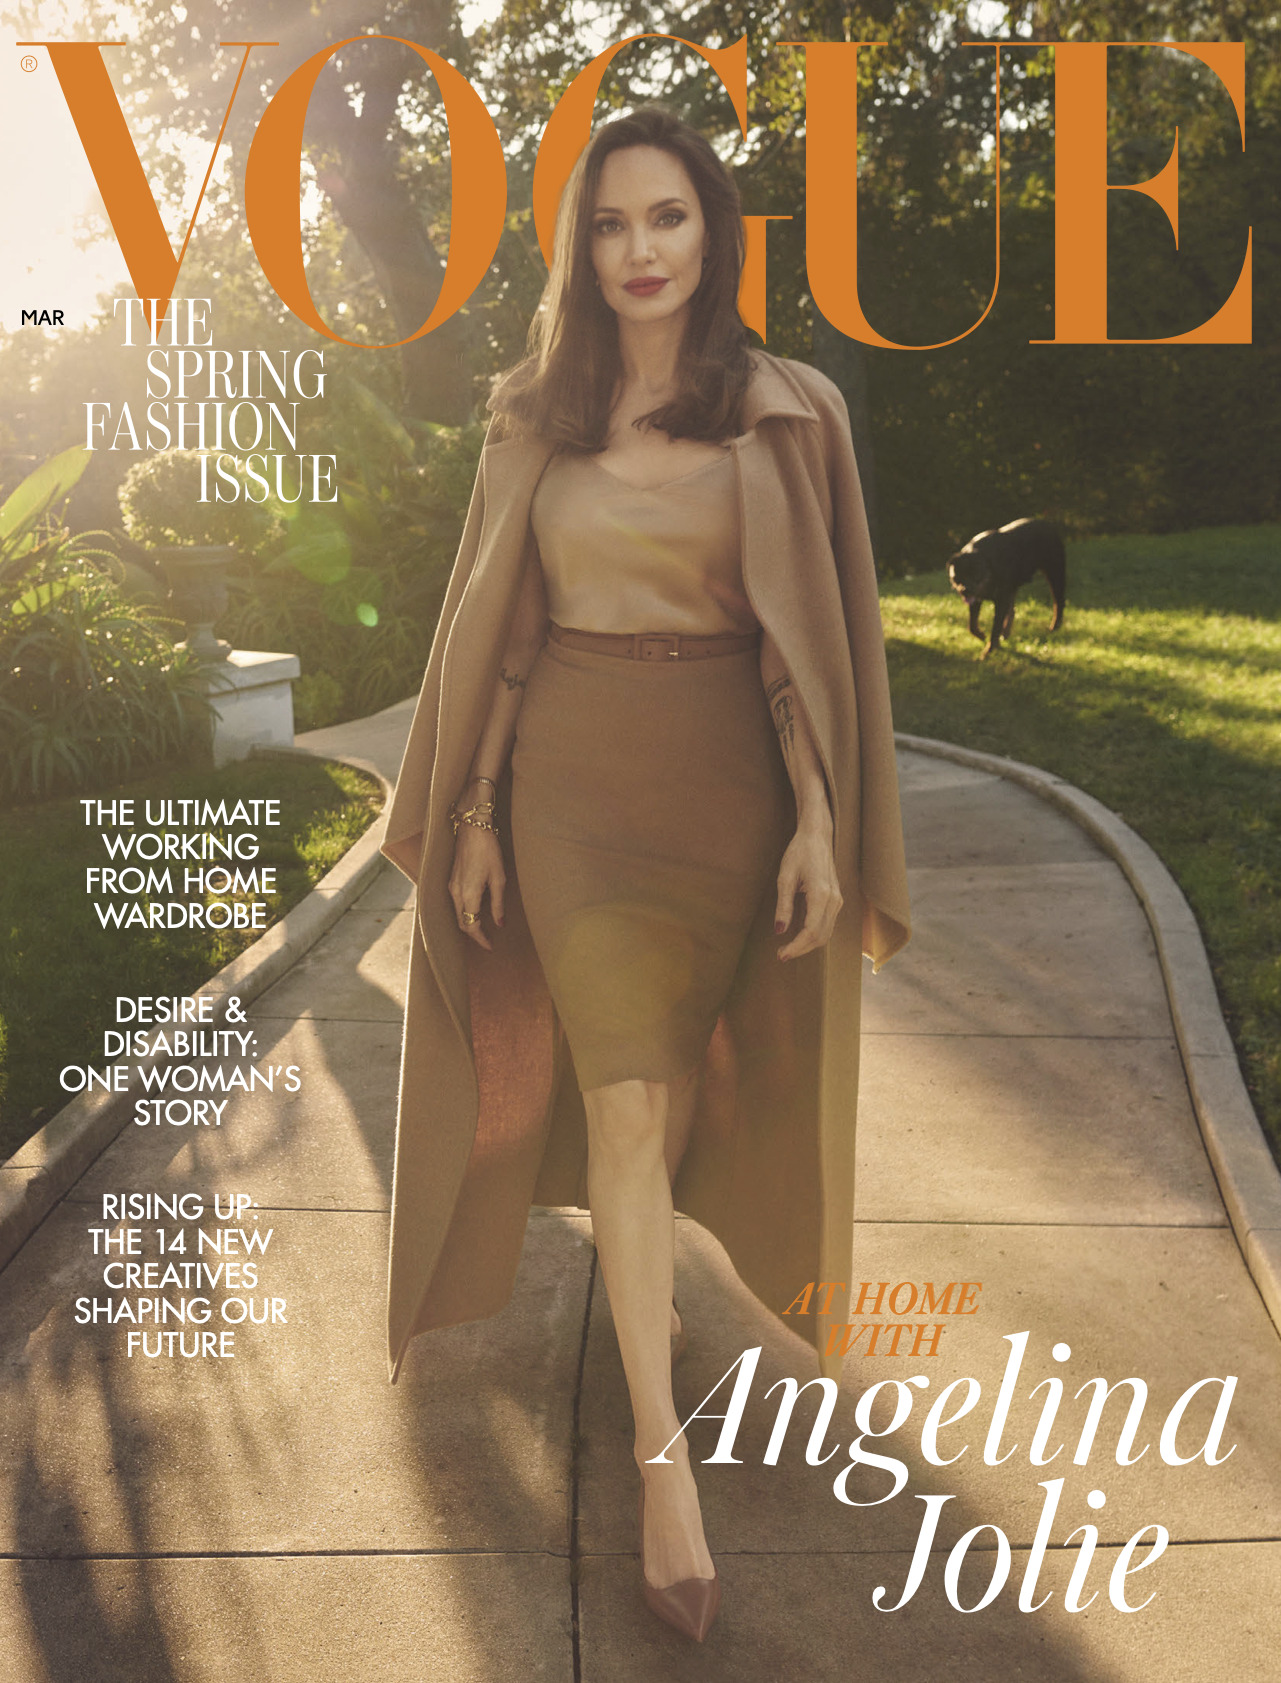 VOGUE
®
MAR
THE
SPRING
FASHION
ISSUE
THE ULTIMATE
WORKING
FROM HOME
WARDROBE
DESIRE &
DISABILITY:
ONE WOMAN'S
STORY
RISING UP:
THE 14 NEW
CREATIVES
SHAPING OUR
FUTURE
AT HOME
WITH
Angelina
Jolie